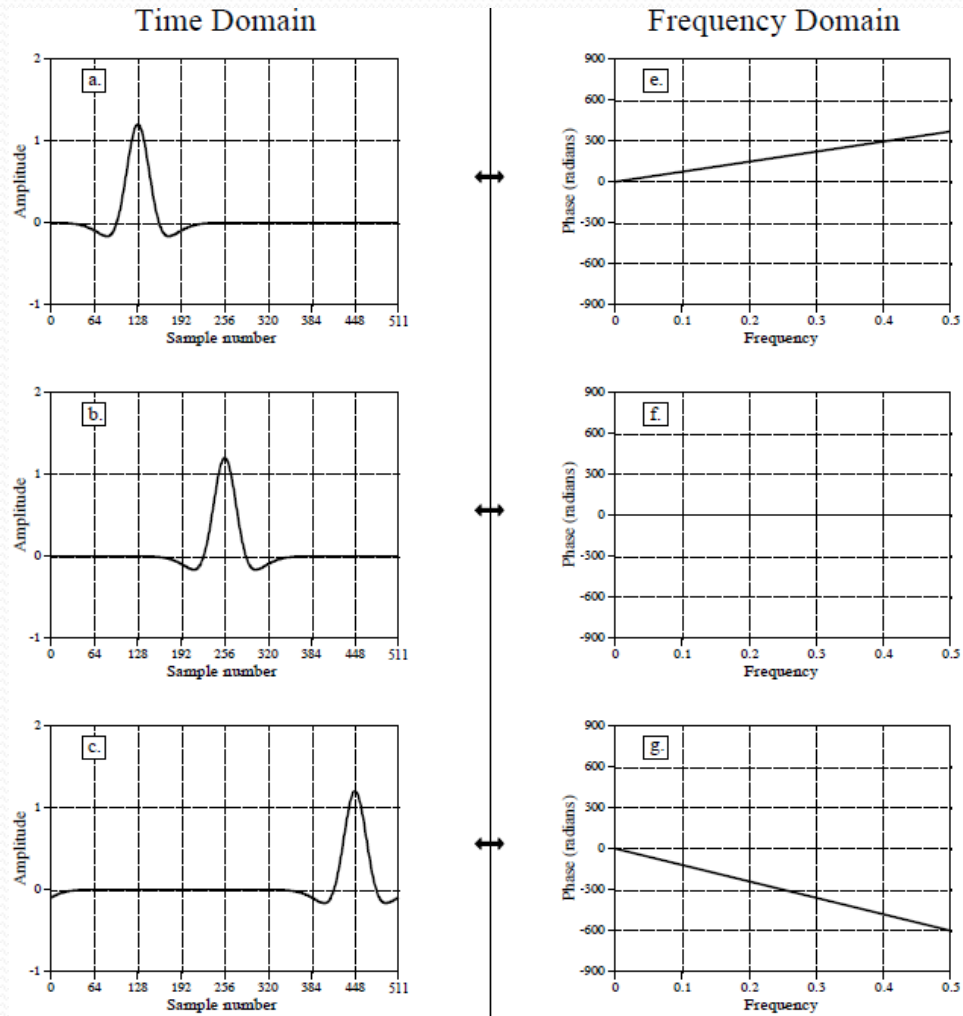 Time Domain
Frequency Domain
a.
2
1
0
-1
Amplitude
0 64 128 192 256 320 384 448 511
Sample number
e.
900
600
300
0
-300
-600
-900
Phase (radians)
0 0.1 0.2 0.3 0.4 0.5
Frequency
b.
2
1
0
-1
Amplitude
0 64 128 192 256 320 384 448 511
Sample number
f.
900
600
300
0
-300
-600
-900
Phase (radians)
0 0.1 0.2 0.3 0.4 0.5
Frequency
c.
2
1
0
-1
Amplitude
0 64 128 192 256 320 384 448 511
Sample number
g.
900
600
300
0
-300
-600
-900
Phase (radians)
0 0.1 0.2 0.3 0.4 0.5
Frequency